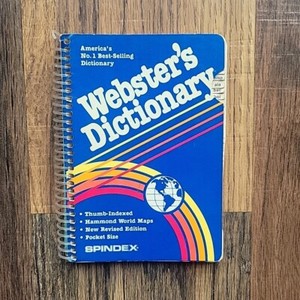 America's
No. 1 Best-Selling
Dictionary
Webster's
Dictionary
• Thumb-Indexed
• Hammond World Maps
• New Revised Edition
• Pocket Size
SPINDEX